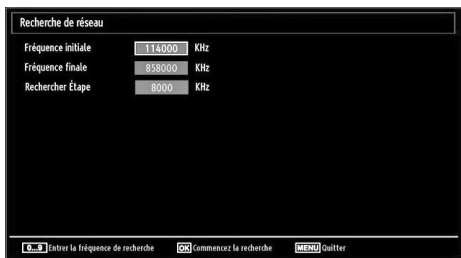 Recherche de réseau
Fréquence initiale 114000 KHz
Fréquence finale 858000 KHz
Rechercher Étape 8000 KHz
0...9 Entrer la fréquence de recherche OK Commencez la recherche MENU Quitter